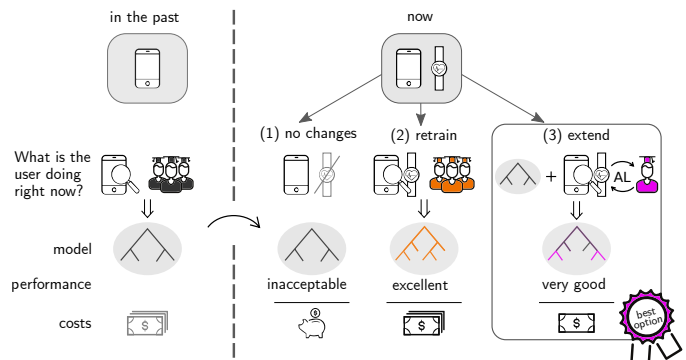 in the past
now
(1) no changes
(2) retrain
(3) extend
What is the
user doing
right now?
+
AL
model
performance
inacceptable
excellent
very good
costs
$
$
$
$
best
option